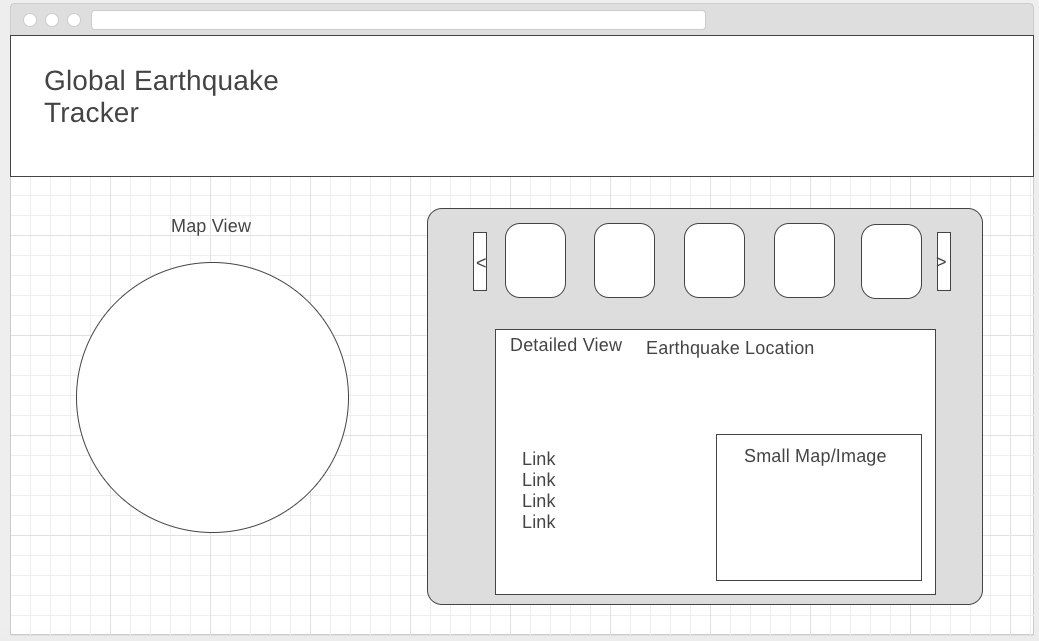 Global Earthquake
Tracker
Map View
<
>
Detailed View
Earthquake Location
Link
Link
Link
Link
Small Map/Image